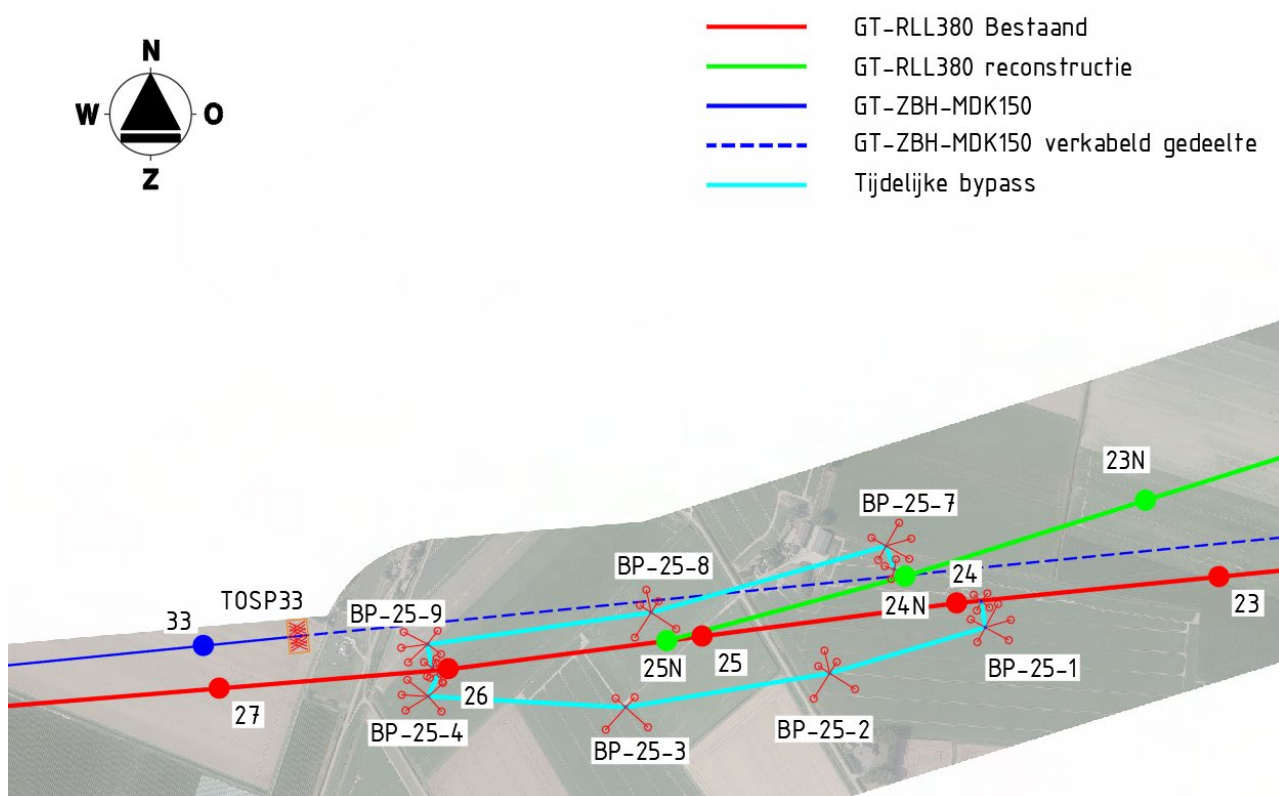 GT-RLL380 Bestaand
GT-RLL380 reconstructie
GT-ZBH-MDK150
GT-ZBH-MDK150 verkabeld gedeelte
Tijdelijke bypass
N
W O
Z
23N
BP-25-7
BP-25-8
24
TOSP33
33
BP-25-9
24N
23
25N
25
BP-25-1
26
27
BP-25-4
BP-25-3
BP-25-2